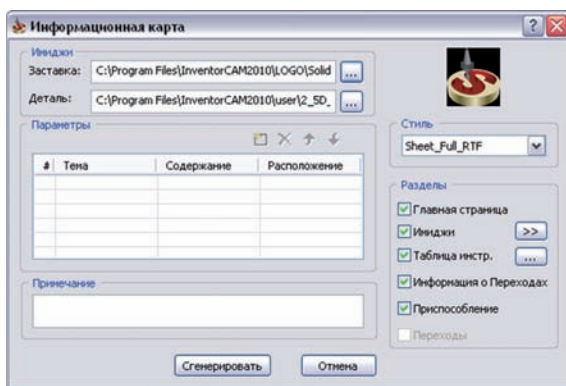 Информационная карта
Имиджи
Заставка: C:\Program Files\InventorCAM2010\LOGO\Solid ...
Деталь: C:\Program Files\InventorCAM2010\user\2_5D_ ...
Параметры
# Тема Содержание Расположение
Примечание
Сгенерировать Отмена
Стиль
Sheet_Full_RTF
Разделы
Главная страница
Имиджи >>
Таблица инстр. ...
Информация о Переходах
Приспособление
Переходы